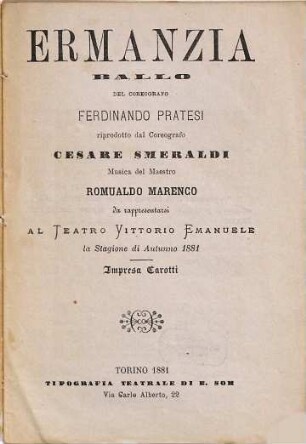 ERMANZIA
BALLO
DEL COREOGRAFO
FERDINANDO PRATESI
riprodotto dal Coreografo
CESARE SMERALDI
Musica del Maestro
ROMUALDO MARENCO
da rappresentarsi
AL TEATRO VITTORIO EMANUELE
la Stagione di Autunno 1881
Impresa Carotti
TORINO 1881
TIPOGRAFIA TEATRALE DI B. SOM
Via Carlo Alberto, 22